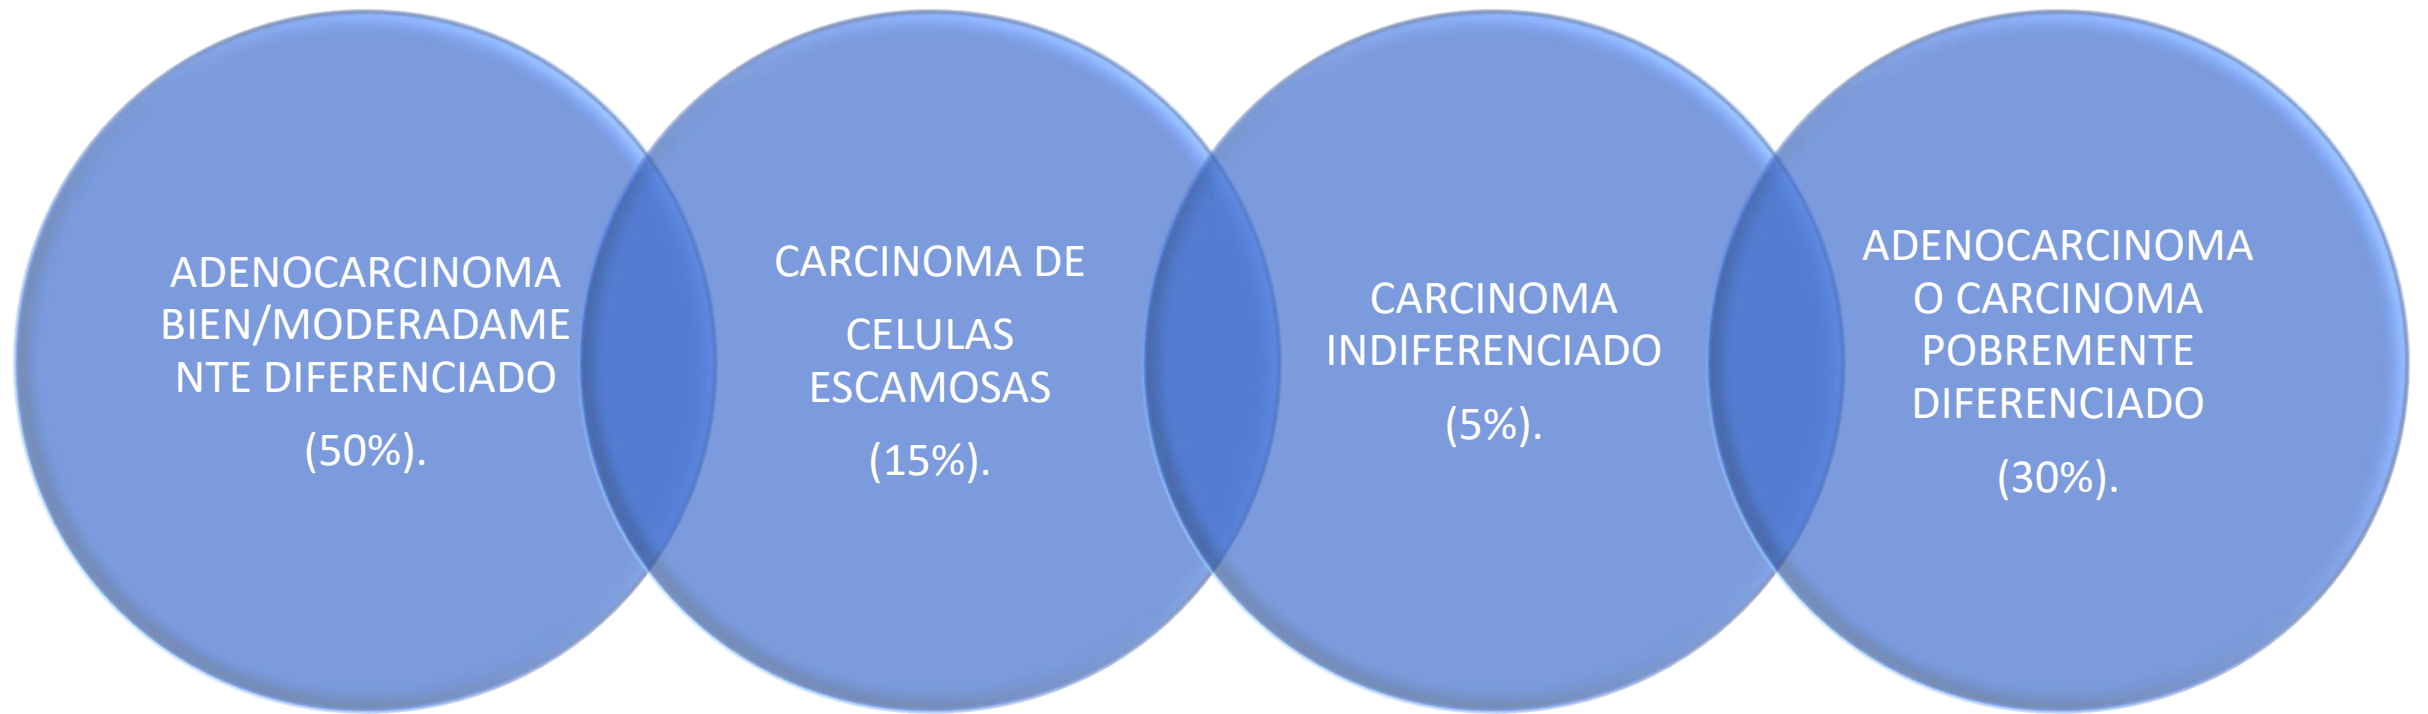 ADENOCARCINOMA
BIEN/MODERADAME
NTE DIFERENCIADO
(50%).
CARCINOMA DE
CELULAS
ESCAMOSAS
(15%).
CARCINOMA
INDIFERENCIADO
(5%).
ADENOCARCINOMA
O CARCINOMA
POBREMENTE
DIFERENCIADO
(30%).